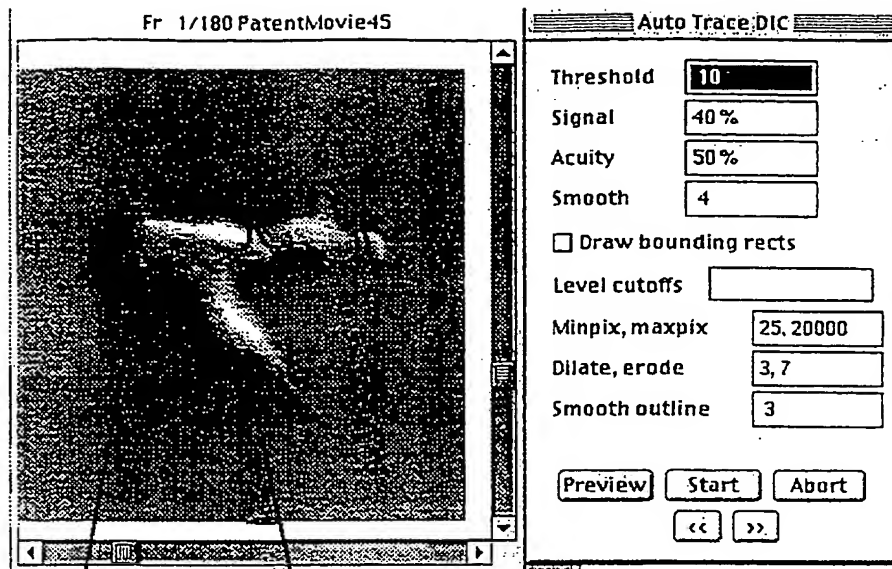 Fr 1/180 PatentMovie45
Auto Trace DIC
Threshold 10
Signal 40%
Acuity 50%
Smooth 4
Draw bounding rects
Level cutoffs
Minpix, maxpix 25, 20000
Dilate, erode 3, 7
Smooth outline 3
Preview Start Abort
<< >>